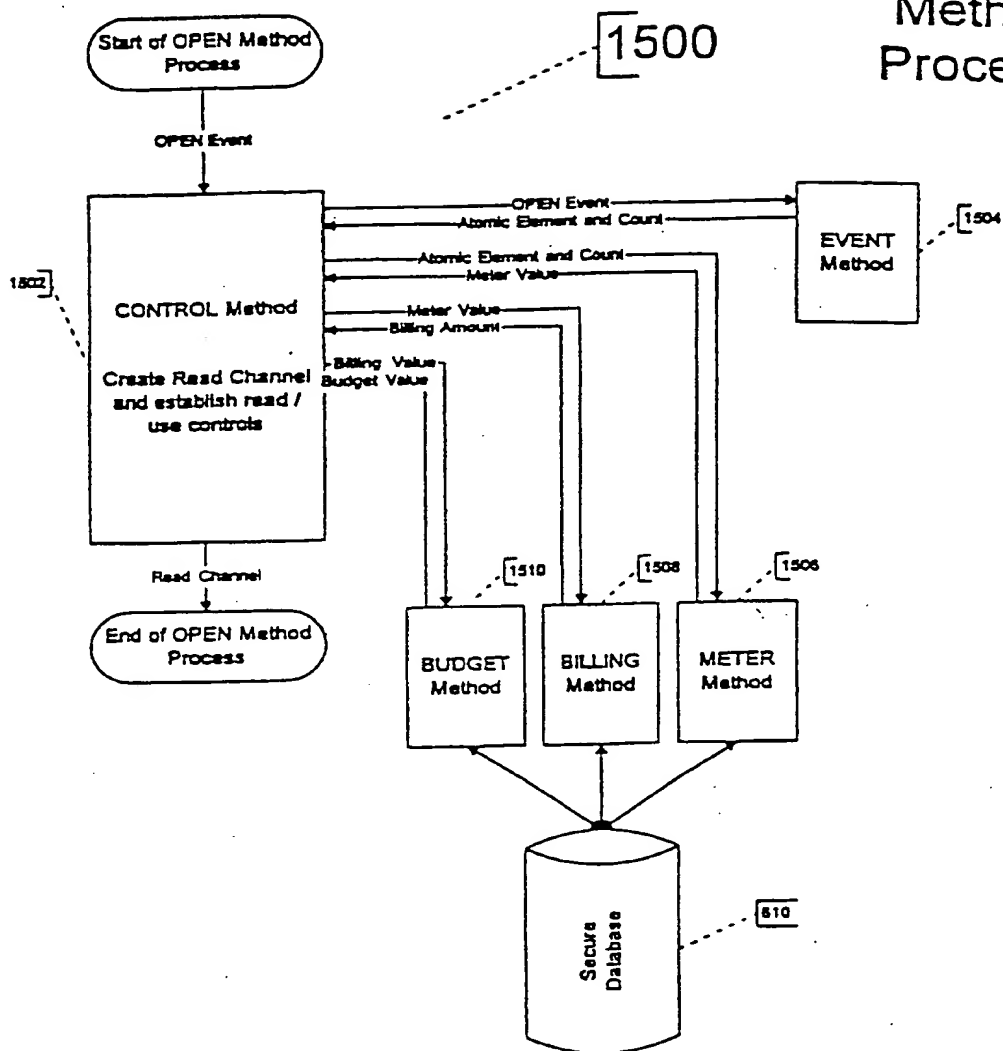 Meth
Proce
1500
Start of OPEN Method
Process
OPEN Event
OPEN Event
Atomic Element and Count
EVENT
Method
1504
1502
CONTROL Method
Create Read Channel
and establish read /
use controls
Atomic Element and Count
Meter Value
Meter Value
Billing Amount
Billing Value
Budget Value
Read Channel
End of OPEN Method
Process
1510
1508
1506
BUDGET
Method
BILLING
Method
METER
Method
Secure
Database
610